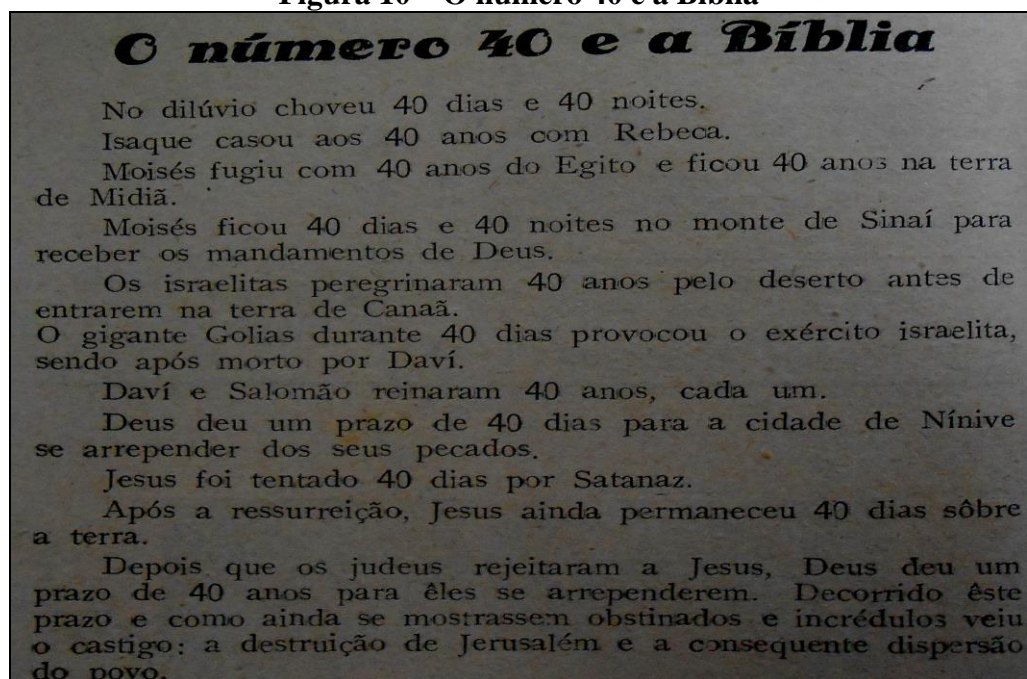 Figura 10 – O número 40 e a Bíblia
O número 40 e a Bíblia
No dilúvio choveu 40 dias e 40 noites.
Isaque casou aos 40 anos com Rebeca.
Moisés fugiu com 40 anos do Egito e ficou 40 anos na terra
de Midiã.
Moisés ficou 40 dias e 40 noites no monte de Sinaí para
receber os mandamentos de Deus.
Os israelitas peregrinaram 40 anos pelo deserto antes de
entrarem na terra de Canaã.
O gigante Golias durante 40 dias provocou o exército israelita,
sendo após morto por Daví.
Daví e Salomão reinaram 40 anos, cada um.
Deus deu um prazo de 40 dias para a cidade de Nínive
se arrepender dos seus pecados.
Jesus foi tentado 40 dias por Satanaz.
Após a ressurreição, Jesus ainda permaneceu 40 dias sôbre
a terra.
Depois que os judeus rejeitaram a Jesus, Deus deu um
prazo de 40 anos para êles se arrependerem. Decorrido êste
prazo e como ainda se mostrassem obstinados e incrédulos veiu
o castigo: a destruição de Jerusalém e a consequente dispersão
do povo.